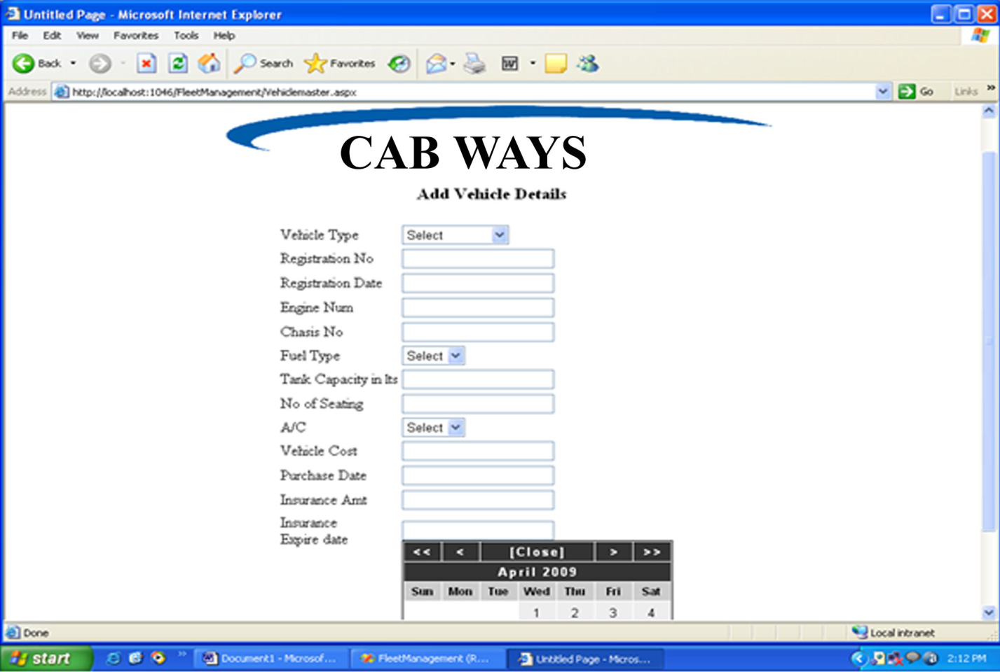 Untitled Page - Microsoft Internet Explorer
File Edit View Favorites Tools Help
Back Search Favorites
Address http://localhost:1046/FleetManagement/Vehiclemaster.aspx Go Links »
CAB WAYS
Add Vehicle Details
Vehicle Type Select
Registration No
Registration Date
Engine Num
Chasis No
Fuel Type Select
Tank Capacity in lts
No of Seating
A/C Select
Vehicle Cost
Purchase Date
Insurance Amt
Insurance
Expire date
<< < [Close] > >>
April 2009
Sun Mon Tue Wed Thu Fri Sat
1 2 3 4
Done Local intranet
start » Document1 - Microsof... FleetManagement (R... Untitled Page - Micros... 2:12 PM